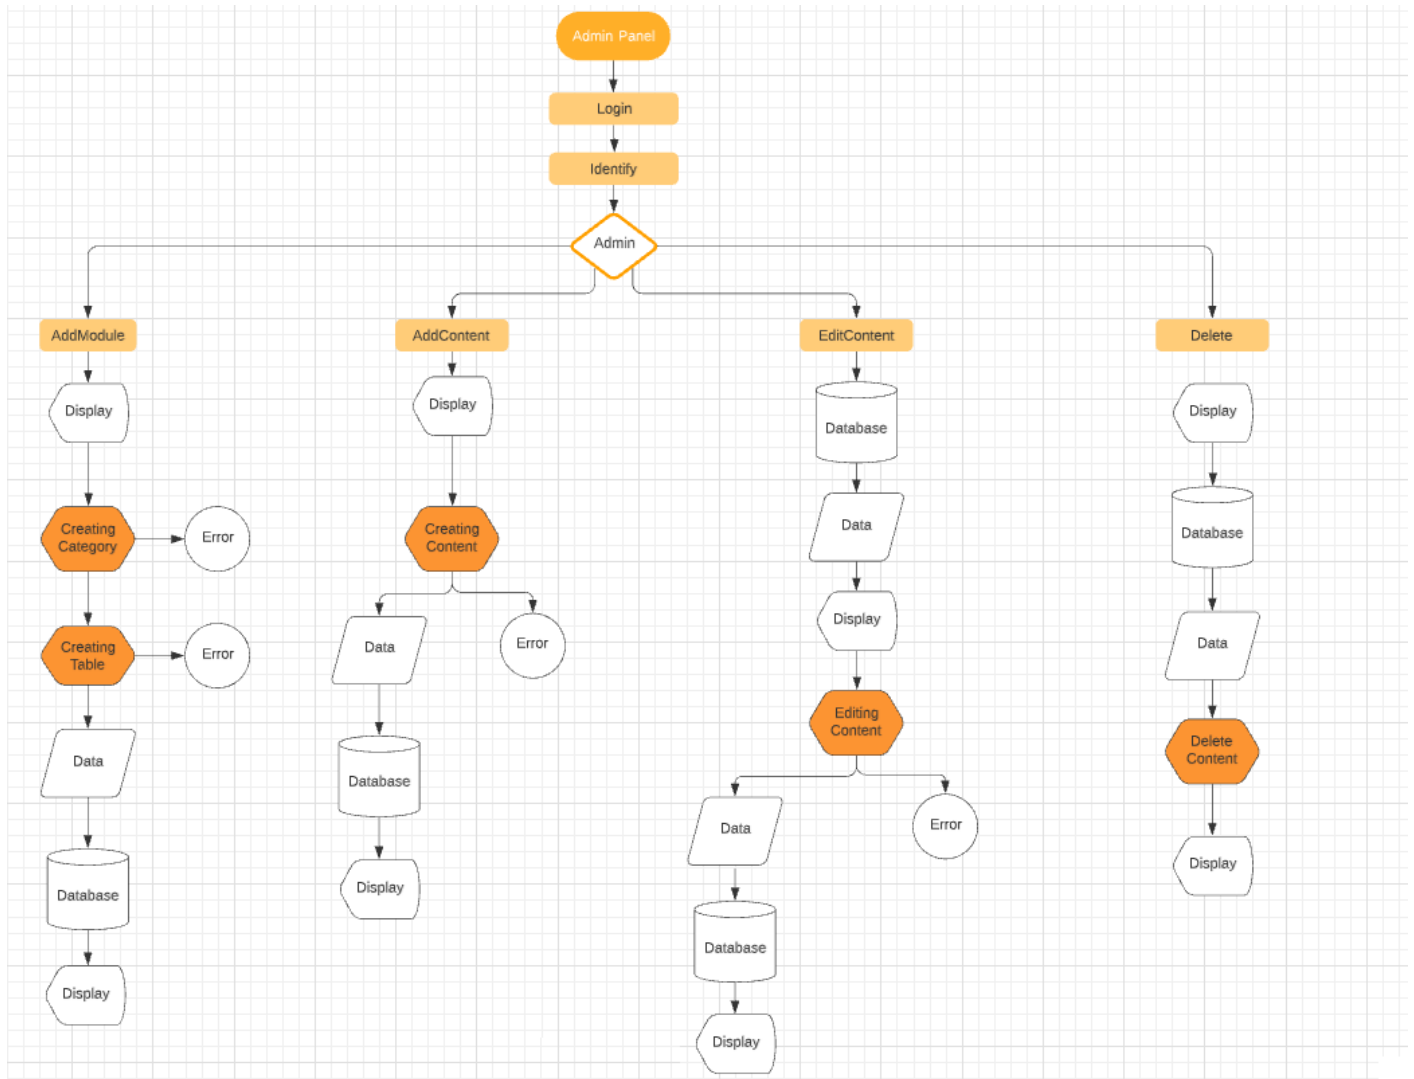 Admin Panel
Login
Identify
Admin
AddModule
AddContent
EditContent
Delete
Display
Creating
Category
Error
Creating
Table
Error
Data
Database
Display
Display
Creating
Content
Data
Error
Database
Display
Database
Data
Display
Editing
Content
Data
Error
Database
Display
Display
Database
Data
Delete
Content
Display